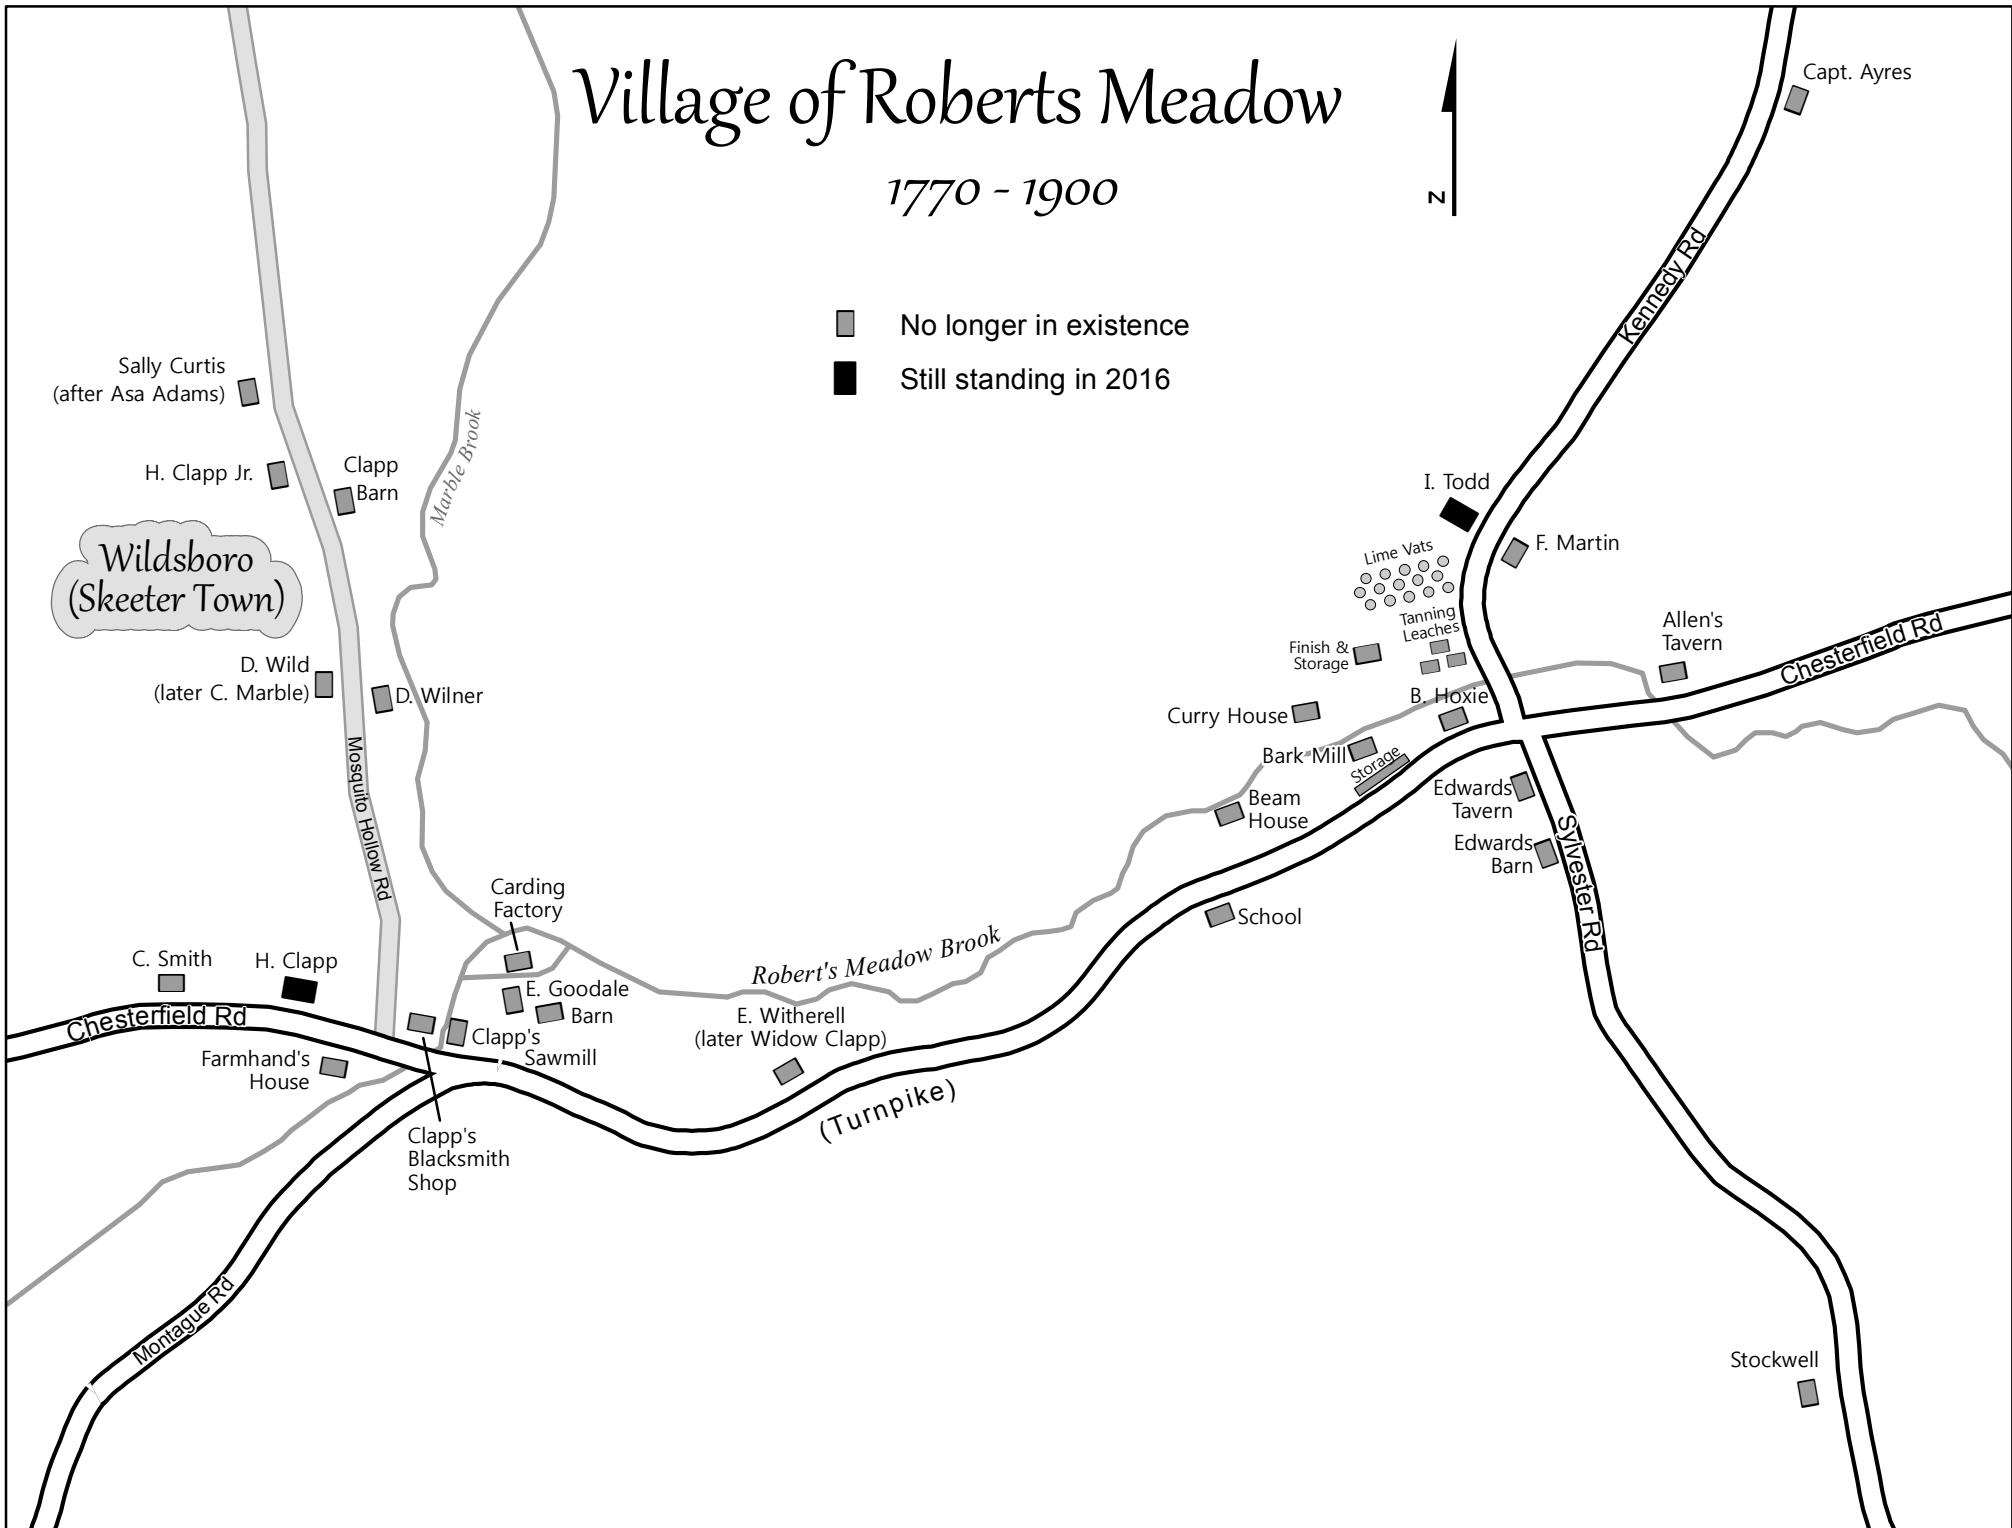 Village of Roberts Meadow
1770 - 1900
N
No longer in existence
Still standing in 2016
Capt. Ayres
Kennedy Rd
Sally Curtis
(after Asa Adams)
H. Clapp Jr.
Clapp
Barn
Marble Brook
Wildsboro
(Skeeter Town)
D. Wild
(later C. Marble)
D. Wilner
Mosquito Hollow Rd
I. Todd
F. Martin
Lime Vats
Tanning
Leaches
Finish &
Storage
Allen's
Tavern
Chesterfield Rd
B. Hoxie
Curry House
Bark Mill
Storage
Beam
House
Edwards
Tavern
Edwards
Barn
Sylvester Rd
School
Carding
Factory
Robert's Meadow Brook
C. Smith
H. Clapp
Chesterfield Rd
E. Goodale
Barn
Clapp's
Sawmill
E. Witherell
(later Widow Clapp)
Farmhand's
House
(Turnpike)
Clapp's
Blacksmith
Shop
Montague Rd
Stockwell